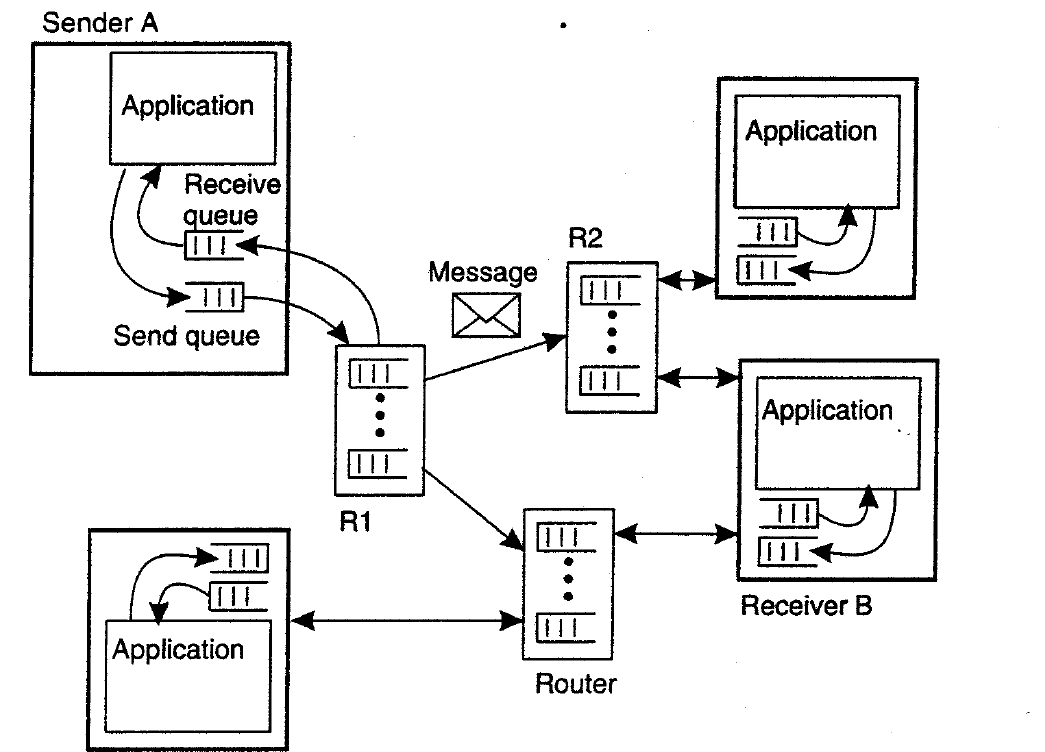 Sender A
Application
Receive
queue
Send queue
Message
R2
Application
R1
Application
Receiver B
Application
Router